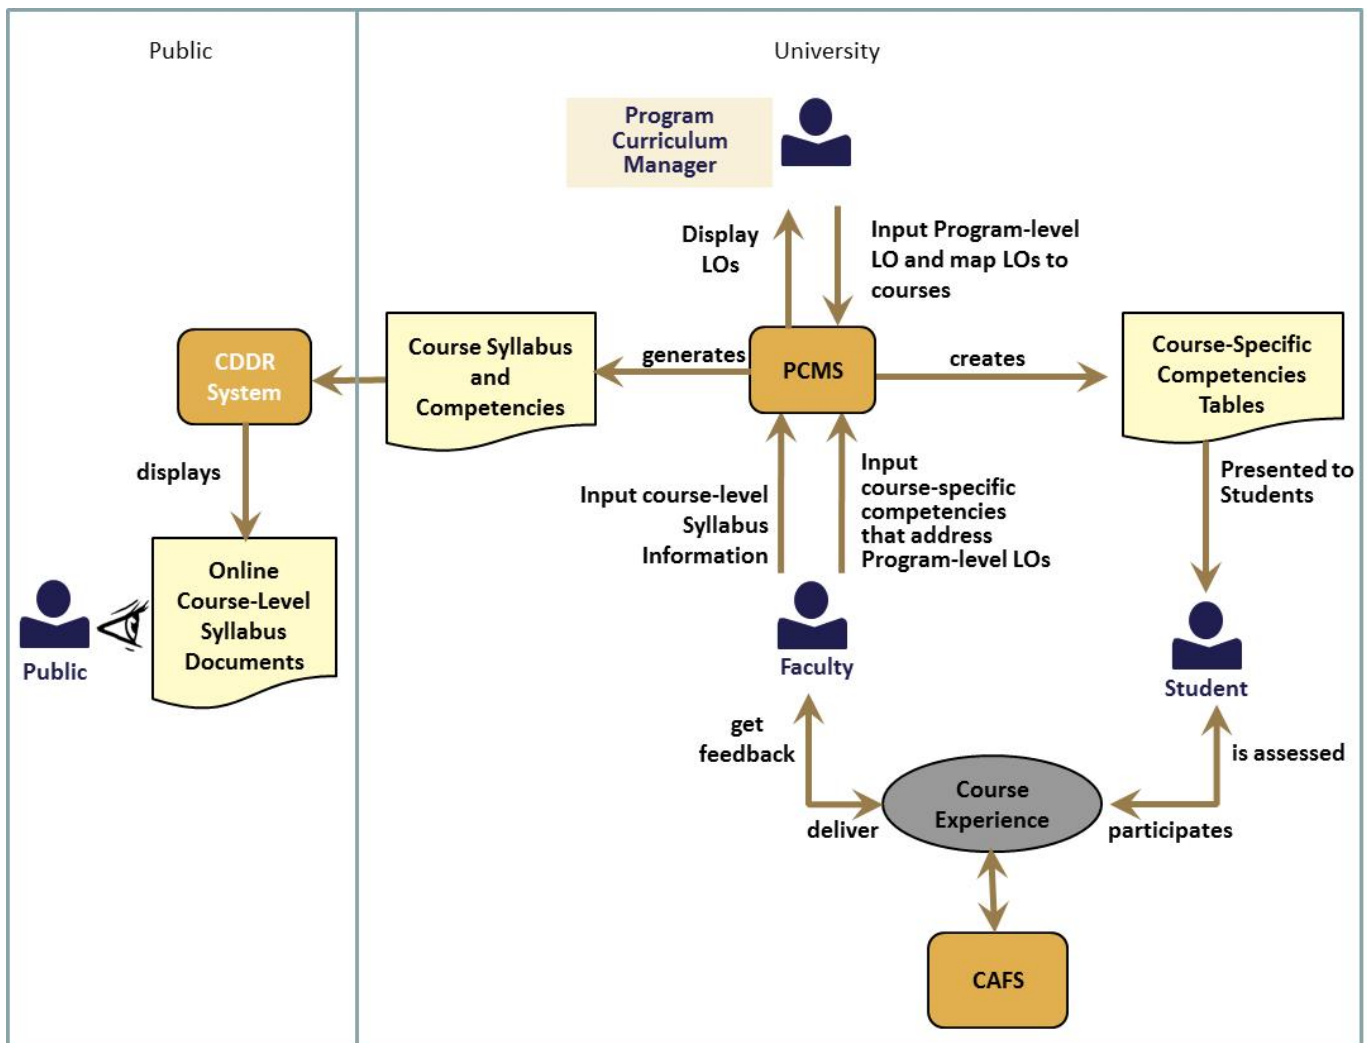 Public
University
Program
Curriculum
Manager
Display
LOs
Input Program-level
LO and map LOs to
courses
CDDR
System
Course Syllabus
and
Competencies
generates
PCMS
creates
Course-Specific
Competencies
Tables
displays
Input course-level
Syllabus
Information
Input
course-specific
competencies
that address
Program-level LOs
Presented to
Students
Online
Course-Level
Syllabus
Documents
Public
Faculty
Student
get
feedback
deliver
Course
Experience
is assessed
participates
CAFS